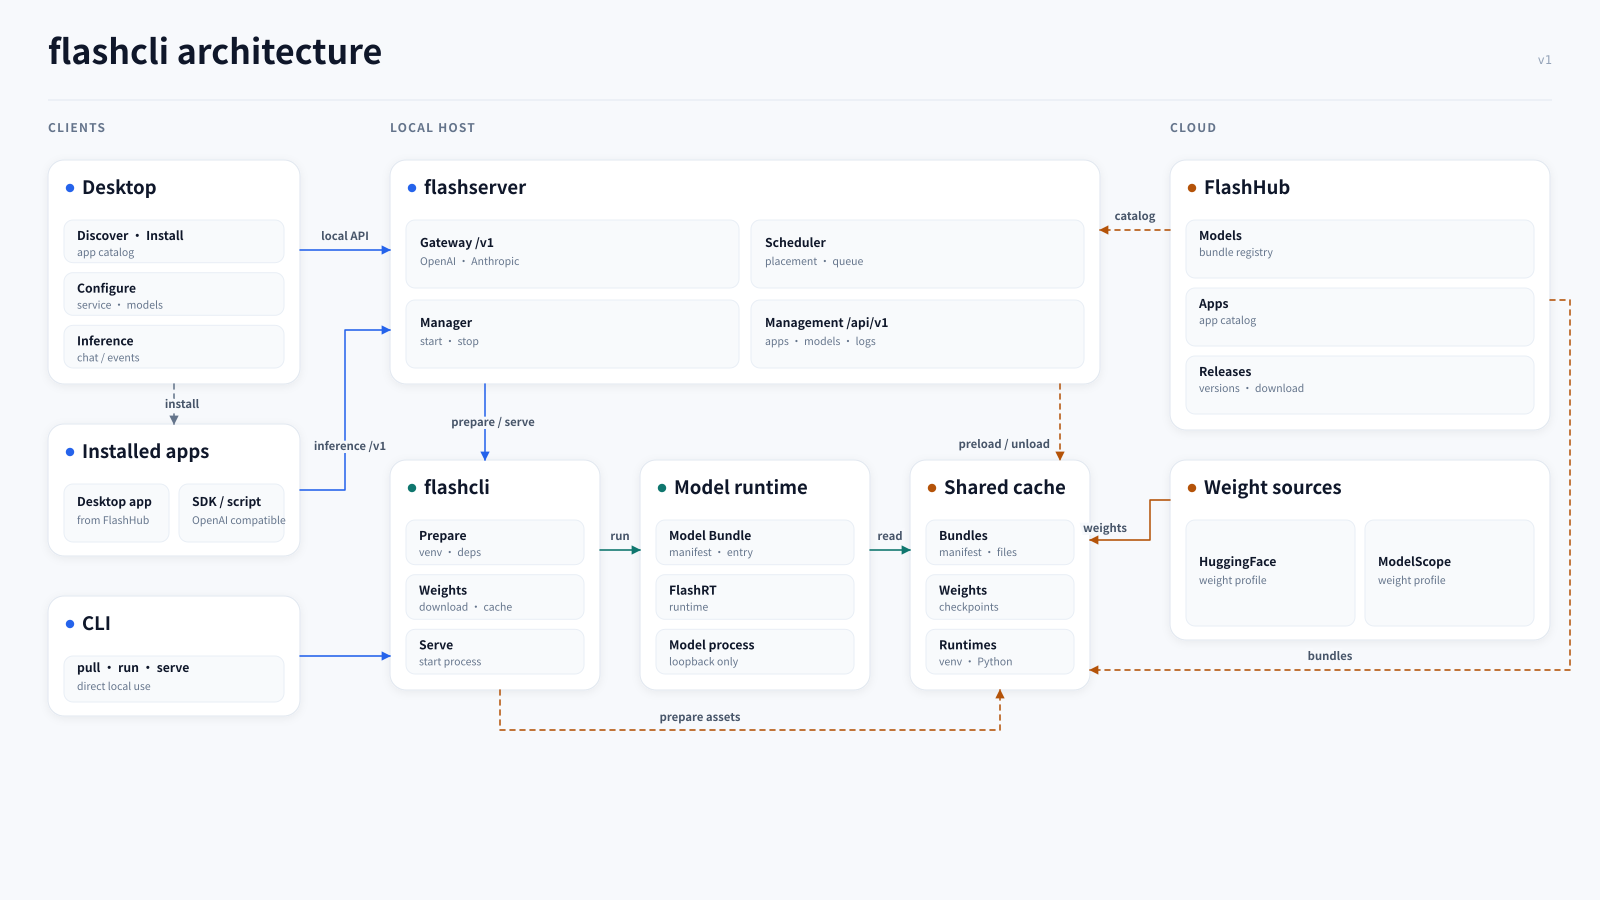 flashcli architecture
v1
CLIENTS
LOCAL HOST
CLOUD
Desktop
Discover • Install
app catalog
Configure
service • models
Inference
chat / events
install
Installed apps
Desktop app
from FlashHub
SDK / script
OpenAI compatible
CLI
pull • run • serve
direct local use
local API
inference /v1
flashserver
Gateway /v1
OpenAI • Anthropic
Scheduler
placement • queue
Manager
start • stop
Management /api/v1
apps • models • logs
prepare / serve
preload / unload
flashcli
Prepare
venv • deps
Weights
download • cache
Serve
start process
run
Model runtime
Model Bundle
manifest • entry
FlashRT
runtime
Model process
loopback only
read
Shared cache
Bundles
manifest • files
Weights
checkpoints
Runtimes
venv • Python
prepare assets
catalog
FlashHub
Models
bundle registry
Apps
app catalog
Releases
versions • download
weights
Weight sources
HuggingFace
weight profile
ModelScope
weight profile
bundles